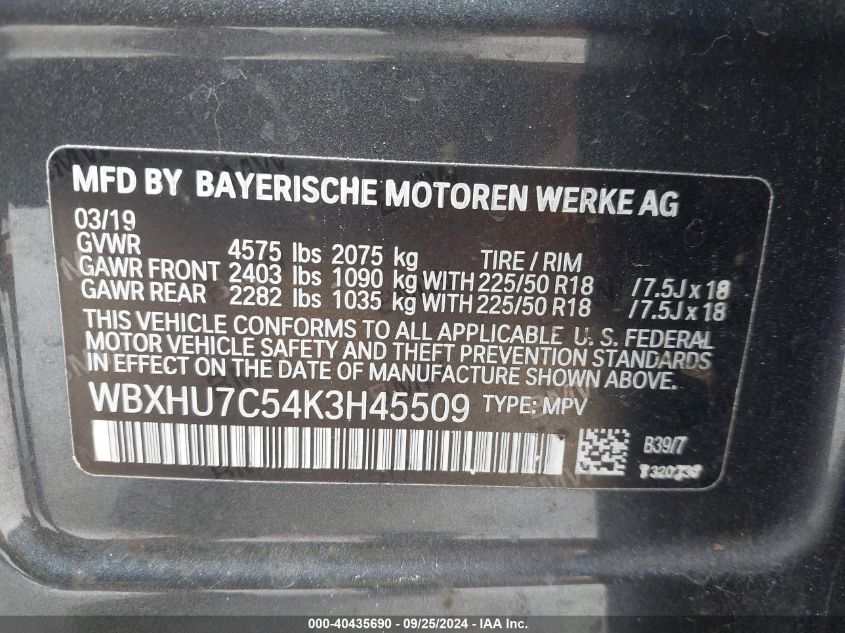 MFD BY BAYERISCHE MOTOREN WERKE AG
03/19
GVWR 4575 lbs 2075 kg TIRE / RIM
GAWR FRONT 2403 lbs 1090 kg WITH 225/50 R18 /7.5J x 18
GAWR REAR 2282 lbs 1035 kg WITH 225/50 R18 /7.5J x 18
THIS VEHICLE CONFORMS TO ALL APPLICABLE U. S. FEDERAL
MOTOR VEHICLE SAFETY AND THEFT PREVENTION STANDARDS
IN EFFECT ON THE DATE OF MANUFACTURE SHOWN ABOVE.
WBXHU7C54K3H45509 TYPE: MPV
B39/7
000-40435690 - 09/25/2024 - IAA Inc.